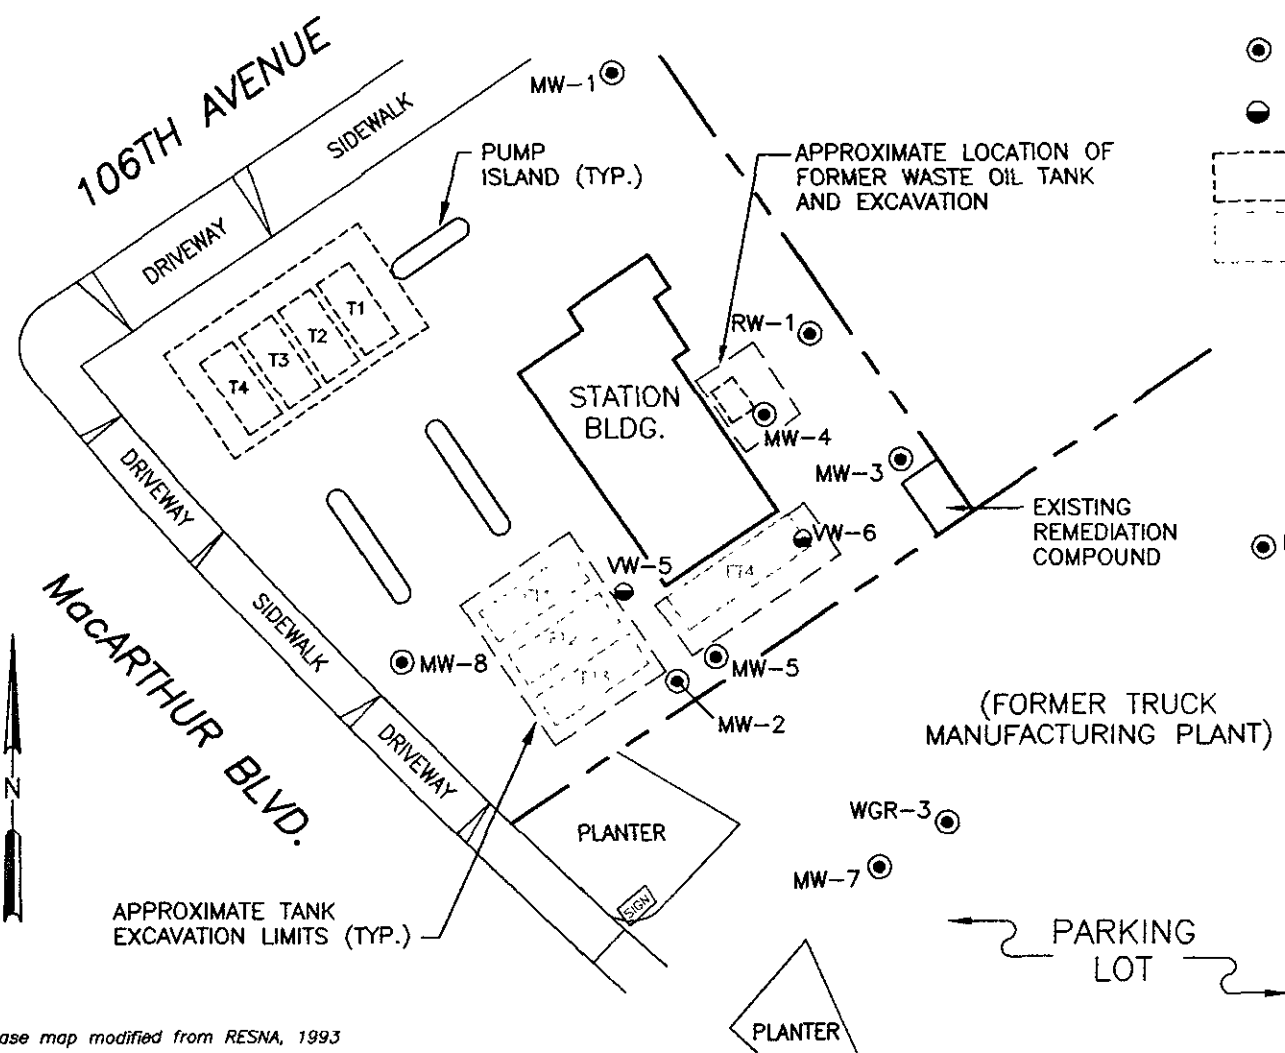 106TH AVENUE
SIDEWALK
MW-1
PUMP
ISLAND (TYP.)
APPROXIMATE LOCATION OF
FORMER WASTE OIL TANK
AND EXCAVATION
DRIVEWAY
T1
T2
T3
T4
RW-1
STATION
BLDG.
MW-4
MW-3
DRIVEWAY
EXISTING
REMEDIATION
COMPOUND
VW-6
VW-5
FT4
MacARTHUR BLVD.
SIDEWALK
MW-8
MW-5
MW-2
(FORMER TRUCK
MANUFACTURING PLANT)
DRIVEWAY
N
PLANTER
WGR-3
MW-7
SIGN
APPROXIMATE TANK
EXCAVATION LIMITS (TYP.)
PARKING
LOT
PLANTER
ase map modified from RESNA, 1993